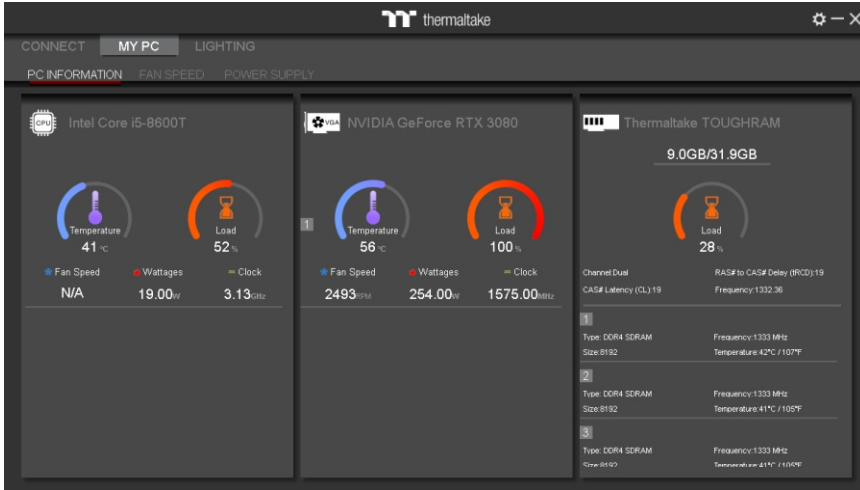 thermaltake
CONNECT MY PC LIGHTING
PC INFORMATION FAN SPEED POWER SUPPLY
CPU Intel Core i5-8600T
Temperature
41 °C
Load
52 %
Fan Speed Wattages Clock
N/A 19.00W 3.13GHz
VGA NVIDIA GeForce RTX 3080
1
Temperature
56 °C
Load
100 %
Fan Speed Wattages Clock
2493RPM 254.00W 1575.00MHz
Thermaltake TOUGHRAM
9.0GB/31.9GB
Load
28 %
Channel:Dual RAS# to CAS# Delay (tRCD):19
CAS# Latency (CL):19 Frequency:1332.36
1
Type: DDR4 SDRAM Frequency:1333 MHz
Size:8192 Temperature:42°C / 107°F
2
Type: DDR4 SDRAM Frequency:1333 MHz
Size:8192 Temperature:41°C / 105°F
3
Type: DDR4 SDRAM Frequency:1333 MHz
Size:8192 Temperature:41°C / 105°F